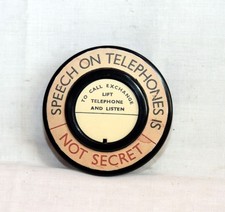 SPEECH ON TELEPHONES IS
NOT SECRET
TO CALL EXCHANGE
LIFT
TELEPHONE
AND LISTEN